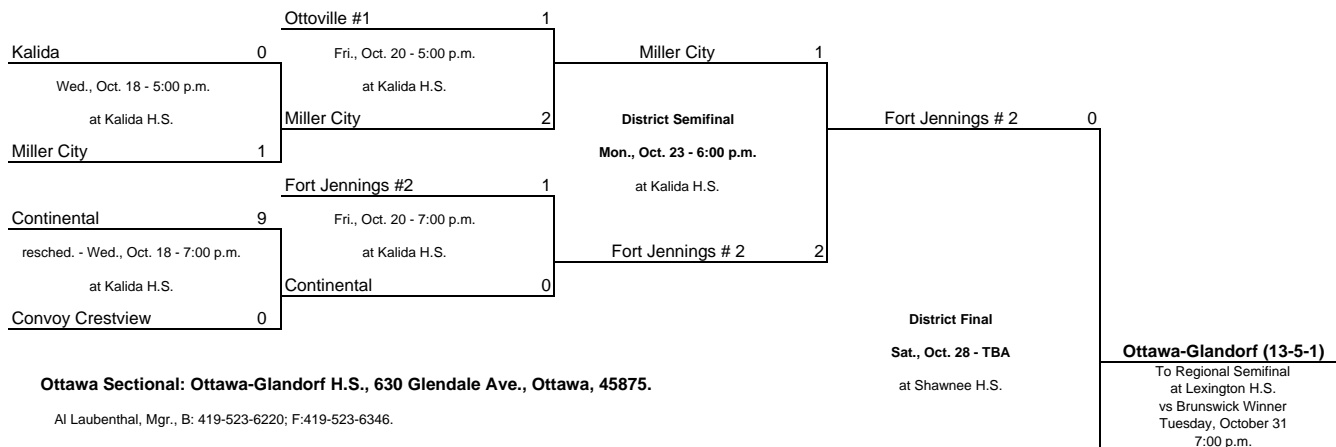 Ottoville #1 1
Kalida 0
Fri., Oct. 20 - 5:00 p.m.
Miller City 1
Wed., Oct. 18 - 5:00 p.m.
at Kalida H.S.
at Kalida H.S.
Miller City 2
District Semifinal
Fort Jennings # 2 0
Miller City 1
Mon., Oct. 23 - 6:00 p.m.
Fort Jennings #2 1
at Kalida H.S.
Continental 9
Fri., Oct. 20 - 7:00 p.m.
resched. - Wed., Oct. 18 - 7:00 p.m.
at Kalida H.S.
Fort Jennings # 2 2
at Kalida H.S.
Continental 0
Convoy Crestview 0
District Final
Sat., Oct. 28 - TBA
Ottawa-Glandorf (13-5-1)
Ottawa Sectional: Ottawa-Glandorf H.S., 630 Glendale Ave., Ottawa, 45875.
at Shawnee H.S.
To Regional Semifinal
at Lexington H.S.
vs Brunswick Winner
Tuesday, October 31
7:00 p.m.
Al Laubenthal, Mgr., B: 419-523-6220; F:419-523-6346.